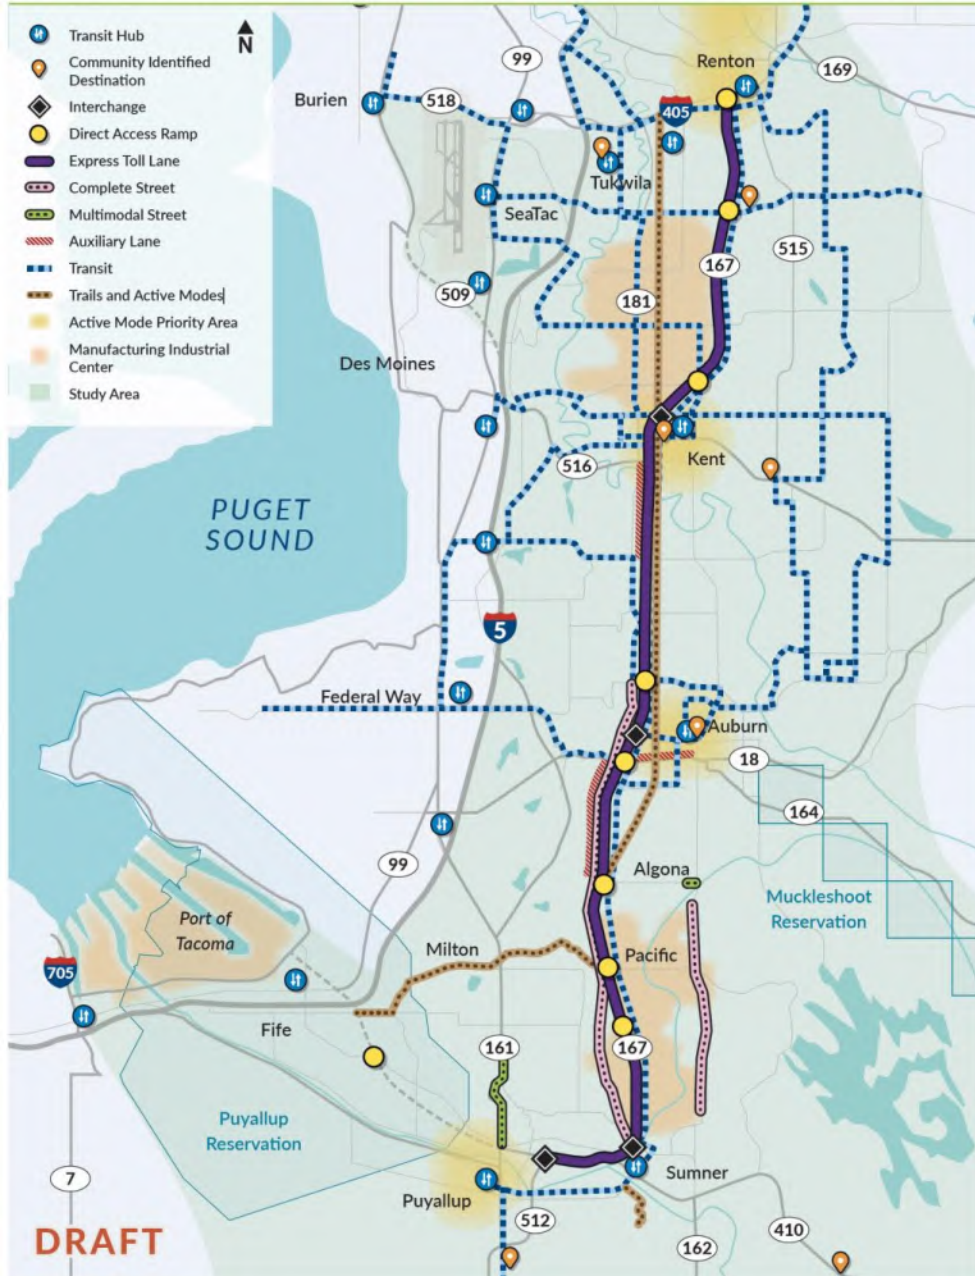 Transit Hub
Community Identified
Destination
Interchange
Direct Access Ramp
Express Toll Lane
Complete Street
Multimodal Street
Auxiliary Lane
Transit
Trails and Active Modes
Active Mode Priority Area
Manufacturing Industrial
Center
Study Area
N
99
Renton
169
Burien
518
405
Tukwila
SeaTac
515
167
509
181
Des Moines
516
Kent
PUGET
SOUND
5
Federal Way
Auburn
18
164
99
Algona
Muckleshoot
Reservation
Port of
Tacoma
Milton
Pacific
705
Fife
161
167
Puyallup
Reservation
7
Sumner
Puyallup
512
410
162
DRAFT